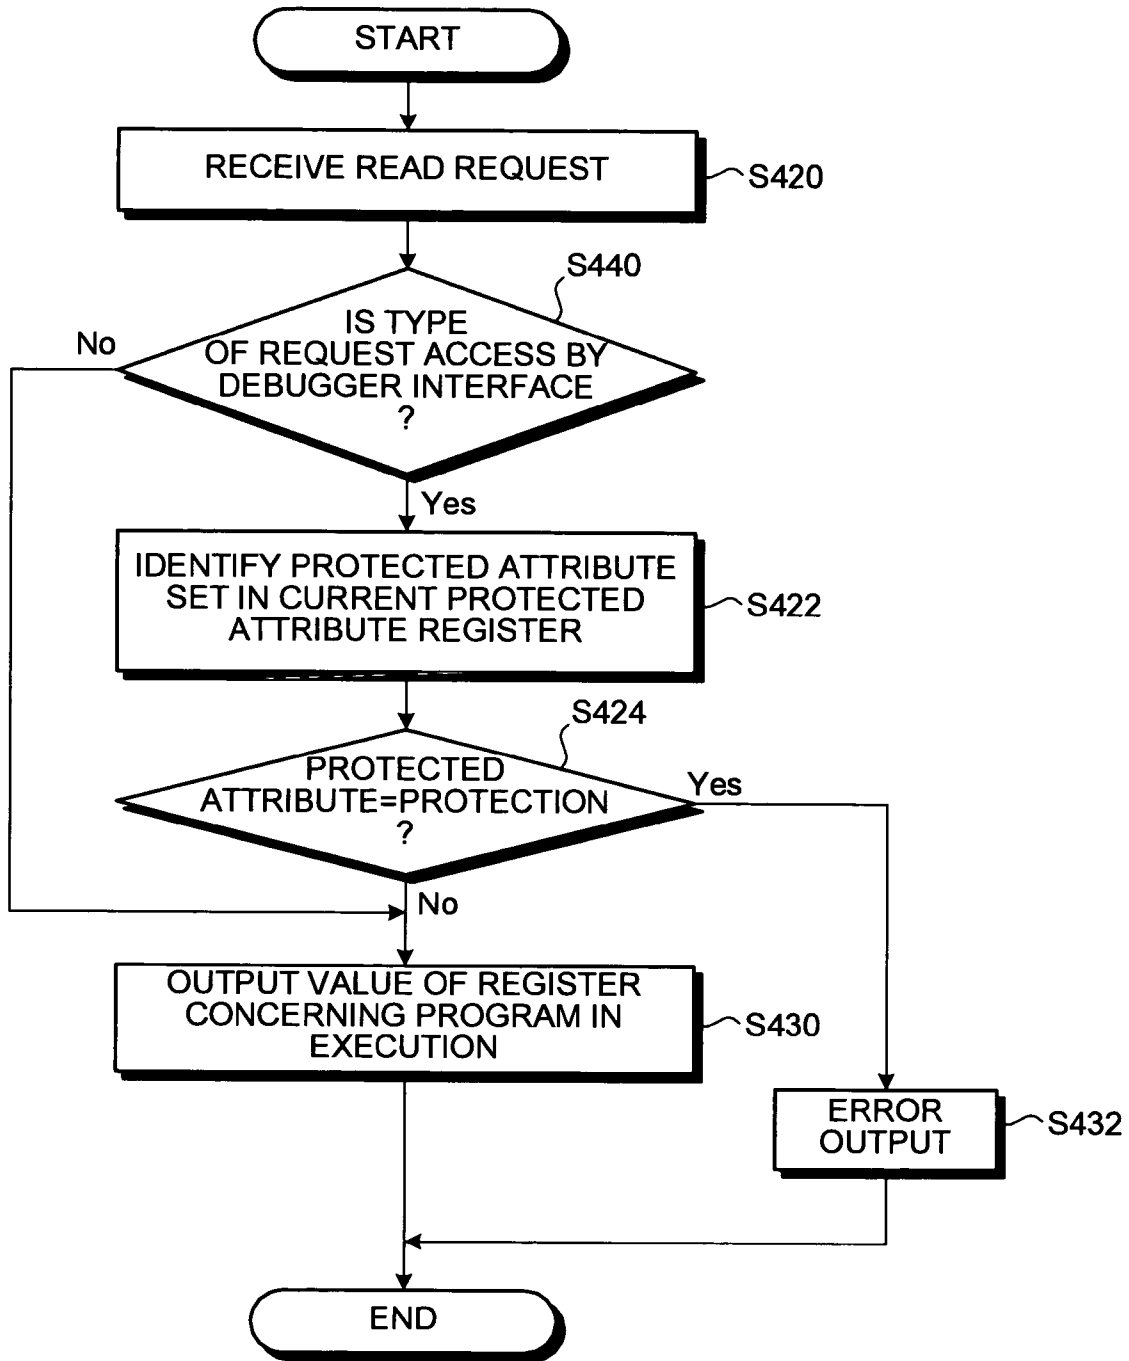 START
RECEIVE READ REQUEST
S420
S440
IS TYPE
OF REQUEST ACCESS BY
DEBUGGER INTERFACE
?
No
Yes
IDENTIFY PROTECTED ATTRIBUTE
SET IN CURRENT PROTECTED
ATTRIBUTE REGISTER
S422
S424
PROTECTED
ATTRIBUTE=PROTECTION
?
Yes
No
OUTPUT VALUE OF REGISTER
CONCERNING PROGRAM IN
EXECUTION
S430
ERROR
OUTPUT
S432
END